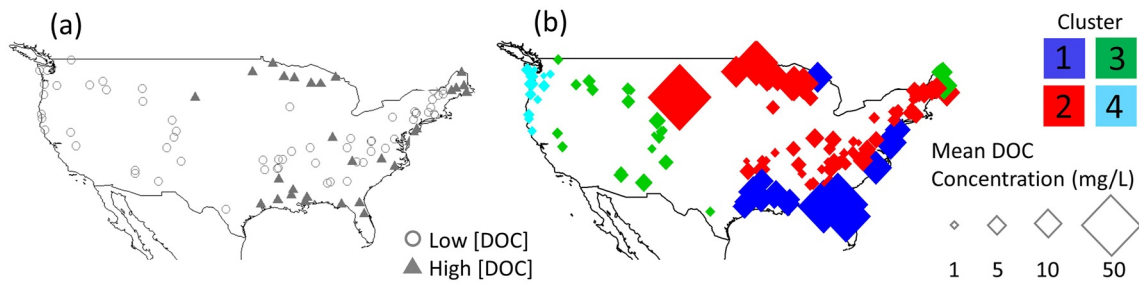 (a)
Low [DOC]
High [DOC]
(b)
Cluster
1 3
2 4
Mean DOC
Concentration (mg/L)
1 5 10 50